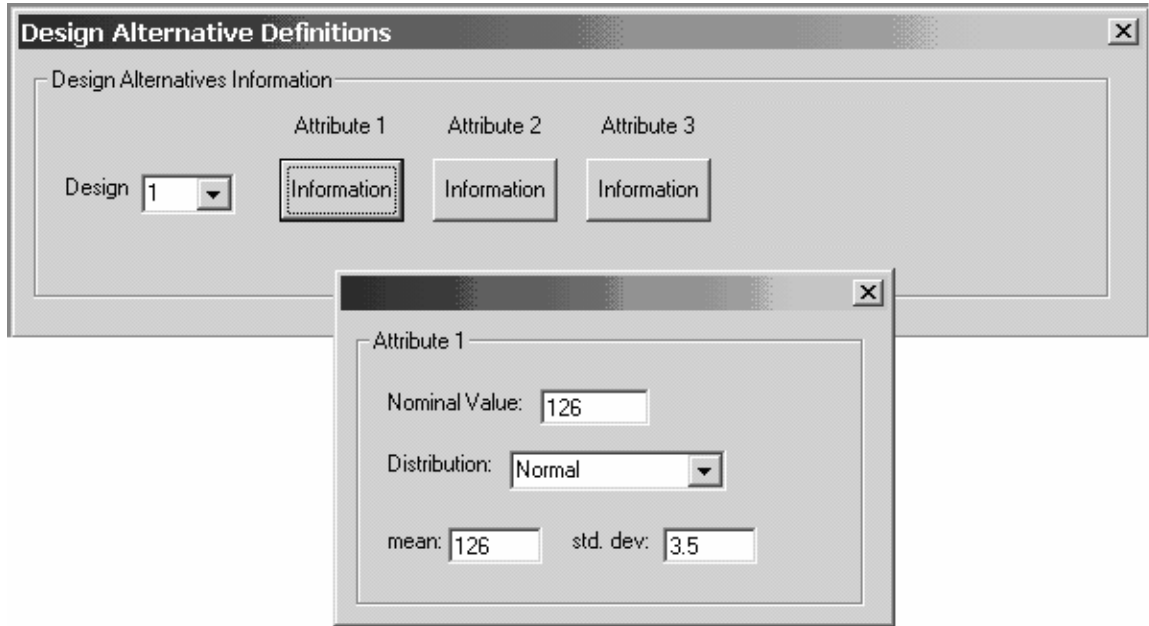 Design Alternative Definitions
Design Alternatives Information
Attribute 1 Attribute 2 Attribute 3
Design 1 Information Information Information
Attribute 1
Nominal Value: 126
Distribution: Normal
mean: 126 std. dev: 3.5